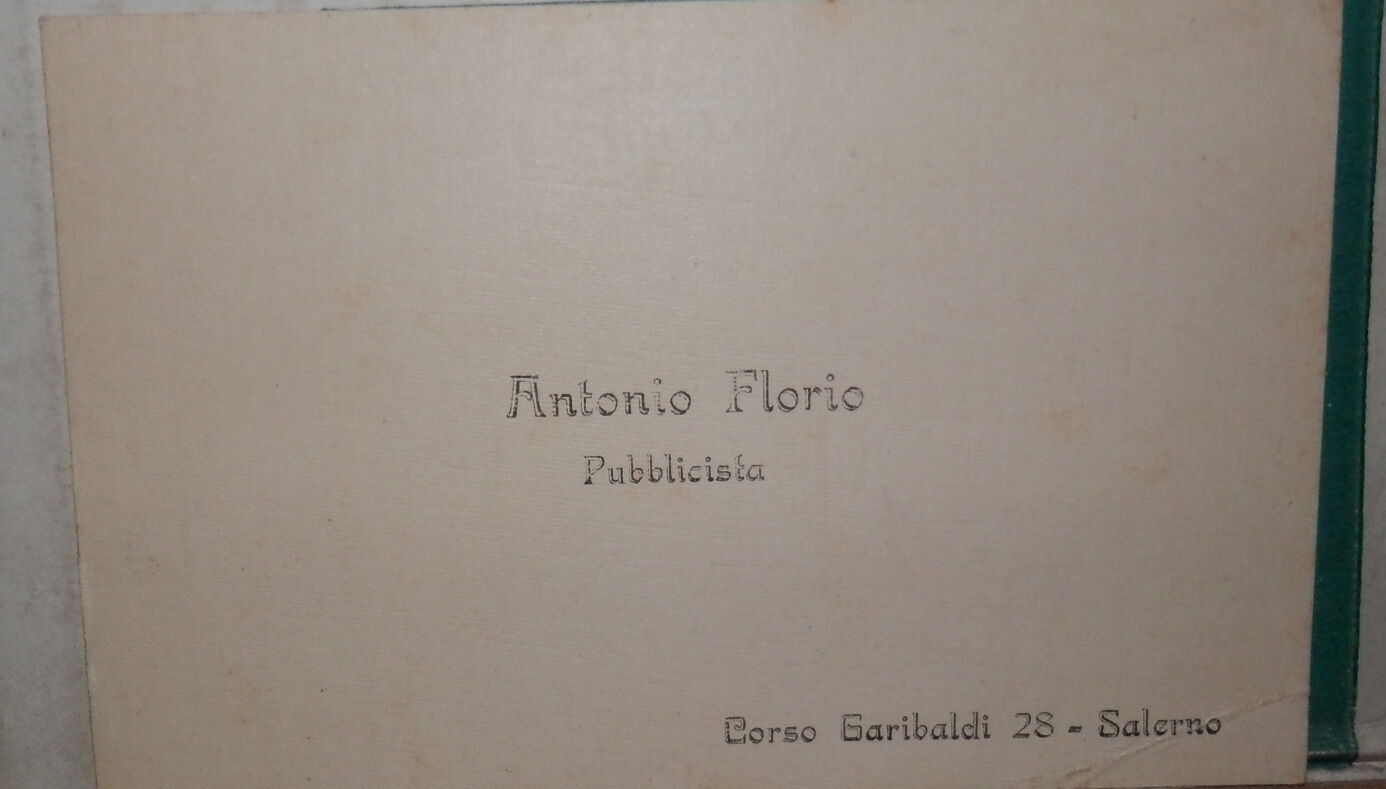 Antonio Florio
Pubblicista
Corso Garibaldi 28 - Salerno